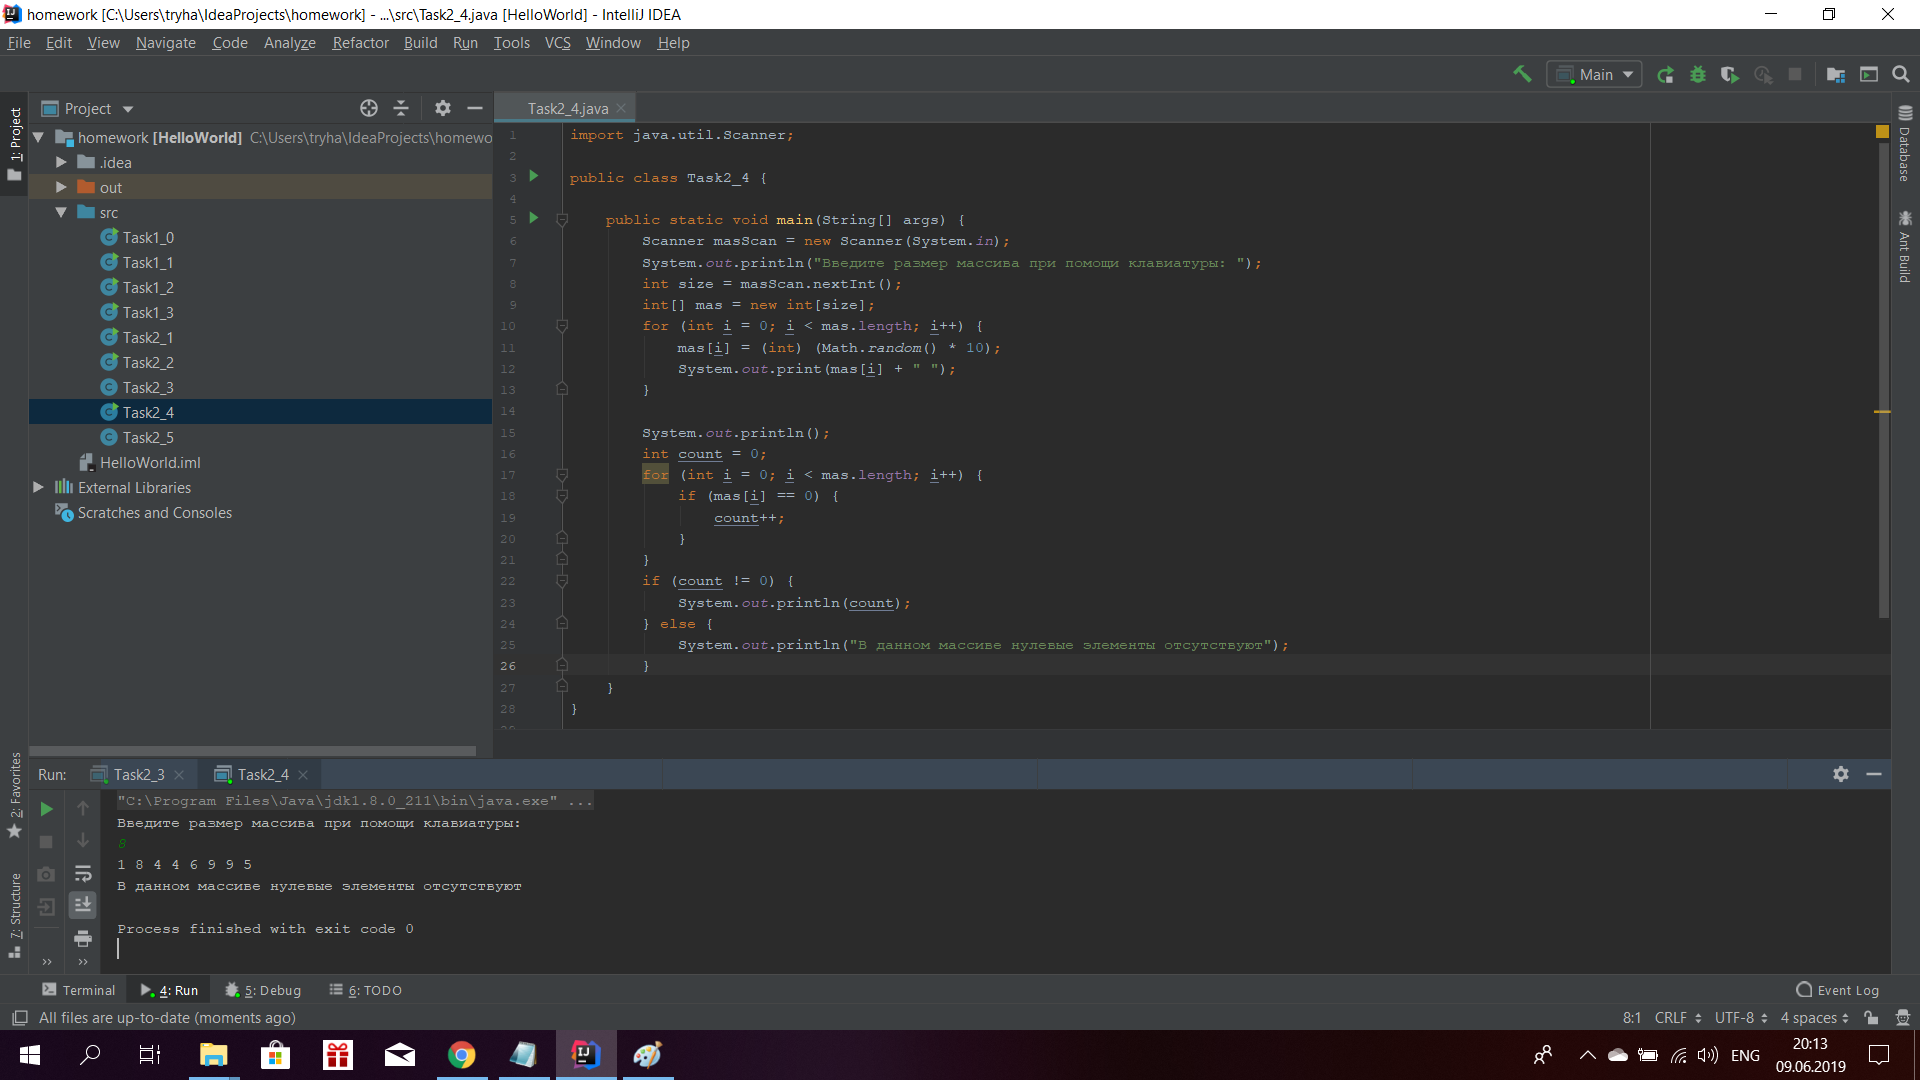 homework [C:\Users\tryha\IdeaProjects\homework] - ...\src\Task2_4.java [HelloWorld] - IntelliJ IDEA
File Edit View Navigate Code Analyze Refactor Build Run Tools VCS Window Help
Main
1: Project
Project
Task2_4.java
homework [HelloWorld] C:\Users\tryha\IdeaProjects\homewo
.idea
out
src
Task1_0
Task1_1
Task1_2
Task1_3
Task2_1
Task2_2
Task2_3
Task2_4
Task2_5
HelloWorld.iml
External Libraries
Scratches and Consoles
1 import java.util.Scanner;
2
3 public class Task2_4 {
4
5 public static void main(String[] args) {
6 Scanner masScan = new Scanner(System.in);
7 System.out.println("Введите размер массива при помощи клавиатуры: ");
8 int size = masScan.nextInt();
9 int[] mas = new int[size];
10 for (int i = 0; i < mas.length; i++) {
11 mas[i] = (int) (Math.random() * 10);
12 System.out.print(mas[i] + " ");
13 }
14
15 System.out.println();
16 int count = 0;
17 for (int i = 0; i < mas.length; i++) {
18 if (mas[i] == 0) {
19 count++;
20 }
21 }
22 if (count != 0) {
23 System.out.println(count);
24 } else {
25 System.out.println("В данном массиве нулевые элементы отсутствуют");
26 }
27 }
28 }
Database
Ant Build
2: Favorites
7: Structure
Run: Task2_3 Task2_4
"C:\Program Files\Java\jdk1.8.0_211\bin\java.exe" ...
Введите размер массива при помощи клавиатуры:
8
1 8 4 4 6 9 9 5
В данном массиве нулевые элементы отсутствуют
Process finished with exit code 0
Terminal 4: Run 5: Debug 6: TODO Event Log
All files are up-to-date (moments ago) 8:1 CRLF UTF-8 4 spaces
ENG
20:13
09.06.2019